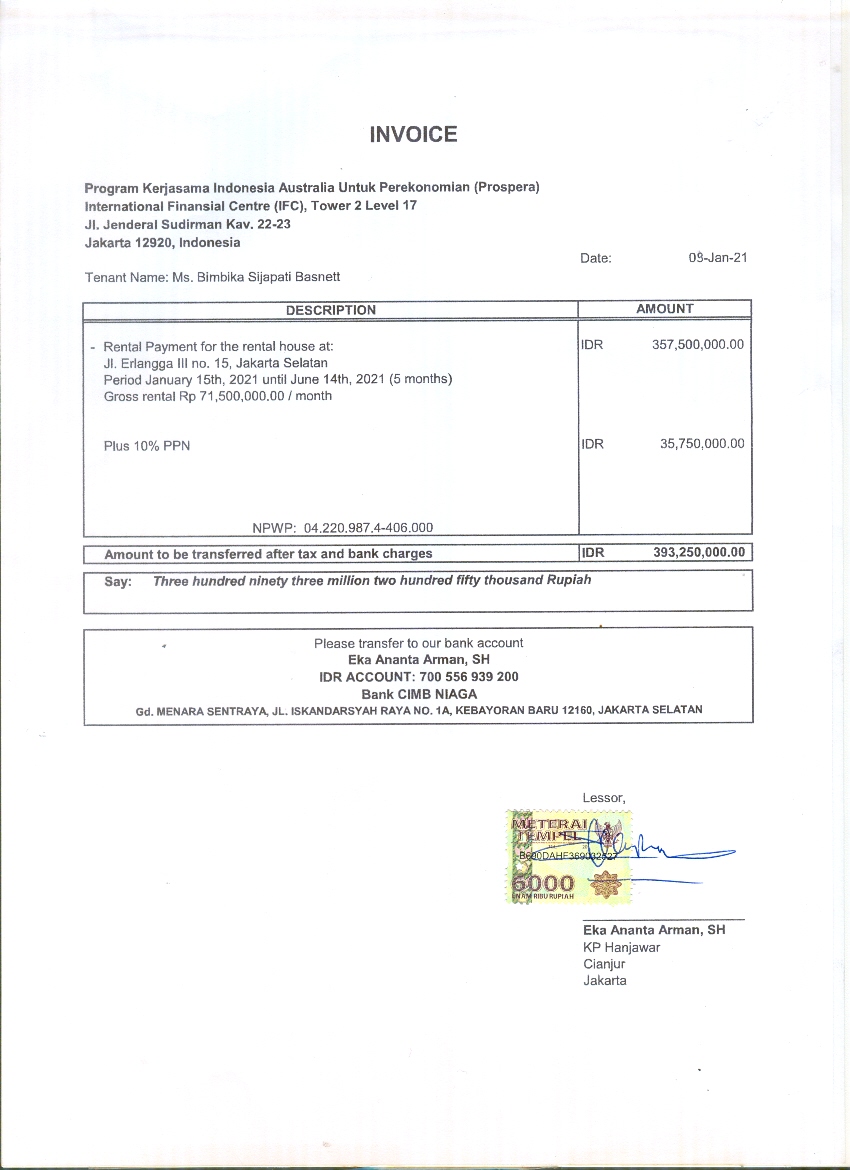 INVOICE
Program Kerjasama Indonesia Australia Untuk Perekonomian (Prospera)
International Finansial Centre (IFC), Tower 2 Level 17
Jl. Jenderal Sudirman Kav. 22-23
Jakarta 12920, Indonesia
Date: 08-Jan-21
Tenant Name: Ms. Bimbika Sijapati Basnett
DESCRIPTION AMOUNT
- Rental Payment for the rental house at: IDR 357,500,000.00
Jl. Erlangga III no. 15, Jakarta Selatan
Period January 15th, 2021 until June 14th, 2021 (5 months)
Gross rental Rp 71,500,000.00 / month
Plus 10% PPN IDR 35,750,000.00
NPWP: 04.220.987.4-406.000
Amount to be transferred after tax and bank charges IDR 393,250,000.00
Say: Three hundred ninety three million two hundred fifty thousand Rupiah
Please transfer to our bank account
Eka Ananta Arman, SH
IDR ACCOUNT: 700 556 939 200
Bank CIMB NIAGA
Gd. MENARA SENTRAYA, JL. ISKANDARSYAH RAYA NO. 1A, KEBAYORAN BARU 12160, JAKARTA SELATAN
Lessor,
METERAI
TEMPEL
6000
ENAM RIBU RUPIAH
Eka Ananta Arman, SH
KP Hanjawar
Cianjur
Jakarta